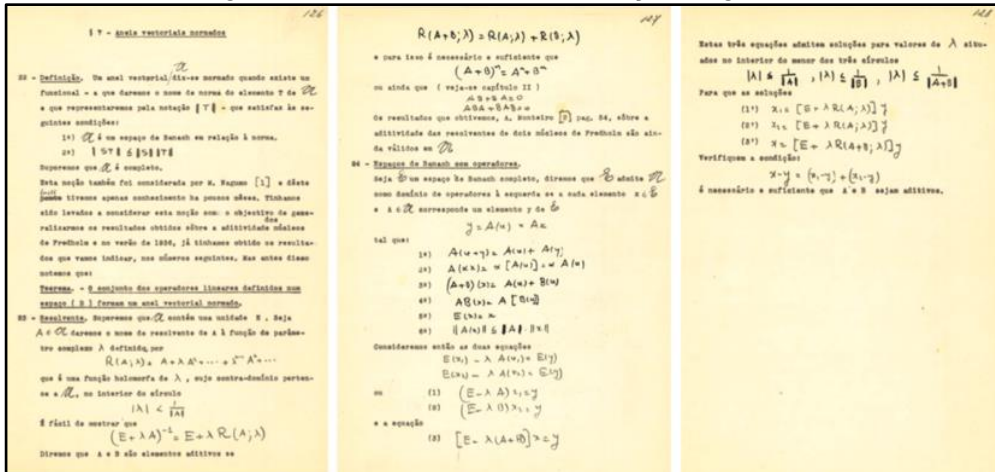 126
§ 7 - Aneis vectoriais normados
22 - Definição. Um anel vectorial 𝒜 diz-se normado quando existe um
funcional - a que daremos o nome de norma do elemento T de 𝒜
e que representaremos pela notação ‖T‖ - que satisfaz às se-
guintes condições:
1º) 𝒜 é um espaço de Banach em relação à norma.
2º) ‖ST‖ ≤ ‖S‖‖T‖
Suporemos que 𝒜 é completo.
Esta noção também foi considerada por M. Nagumo [1] e dêste
facto tivemos apenas conhecimento há poucos mêses. Tínhamos
sido levados a considerar esta noção com o objectivo de gene-
ralizarmos os resultados obtidos sôbre a aditividade dos núcleos
de Fredholm e no verão de 1936, já tínhamos obtido os resulta-
dos que vamos indicar, nos números seguintes. Mas antes disso
notemos que:
Teorema. - O conjunto dos operadores lineares definidos num
espaço ( B ) formam um anel vectorial normado.
23 - Resolvente. Suporemos que 𝒜 contém uma unidade E . Seja
A ∈ 𝒜 daremos o nome de resolvente de A à função do parâme-
tro complexo λ definida, por
R(A;λ) = A + λA² + ··· + λⁿ⁻¹Aⁿ + ···
que é uma função holomorfa de λ , cujo contra-domínio perten-
ce a 𝒜, no interior do círculo
|λ| < 1/‖A‖
É fácil de mostrar que
(E + λA)⁻¹ = E + λR(A;λ)
Diremos que A e B são elementos aditivos se
127
R(A+B;λ) = R(A;λ) + R(B;λ)
e para isso é necessário e suficiente que
(A+B)ⁿ = Aⁿ + Bⁿ
ou ainda que ( veja-se capítulo II )
AB+BA=0
ABA+BAB=0
Os resultados que obtivemos, A. Monteiro [2] pag. 54, sôbre a
aditividade das resolventes de dois núcleos de Fredholm são ain-
da válidos em 𝒜
24 - Espaços de Banach com operadores.
Seja ℰ um espaço de Banach completo, diremos que ℰ admite 𝒜
como domínio de operadores à esquerda se a cada elemento x ∈ ℰ
e A ∈ 𝒜 corresponde um elemento y de ℰ
y = A(x) = Ax
tal que:
1º) A(x+y) = A(x) + A(y)
2º) A(αx) = α[A(x)] = α A(x)
3º) (A+B)(x) = A(x) + B(x)
4º) AB(x) = A[B(x)]
5º) E(x) = x
6º) ‖A(x)‖ ≤ ‖A‖·‖x‖
Consideremos então as duas equações
E(x₁) - λA(x₁) = E(y)
E(x₂) - λA(x₂) = E(y)
ou (1) (E-λA)x₁=y
(2) (E-λB)x₂=y
e a equação
(3) [E-λ(A+B)]x=y
128
Estas três equações admitem soluções para valores de λ situ-
ados no interior do menor dos três círculos
|λ| ≤ 1/‖A‖ , |λ| ≤ 1/‖B‖ , |λ| ≤ 1/‖A+B‖
Para que as soluções
(1º) x₁ = [E + λR(A;λ)]y
(2º) x₂ = [E + λR(A;λ)]y
(3º) x = [E + λR(A+B;λ)]y
Verifiquem a condição:
x-y = (x₁-y)+(x₂-y)
é necessário e suficiente que A e B sejam aditivos.